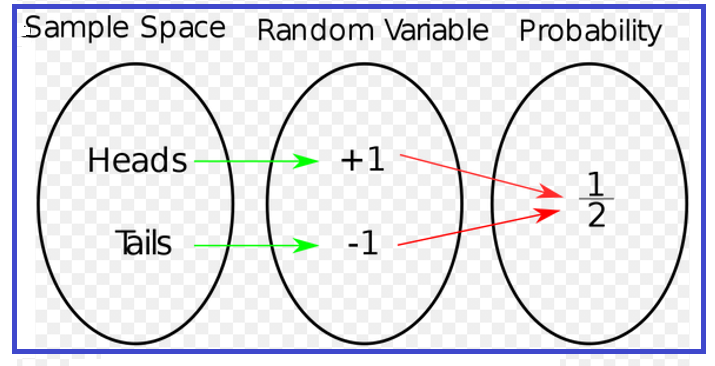 Sample Space Random Variable Probability
Heads +1
1
2
Tails -1